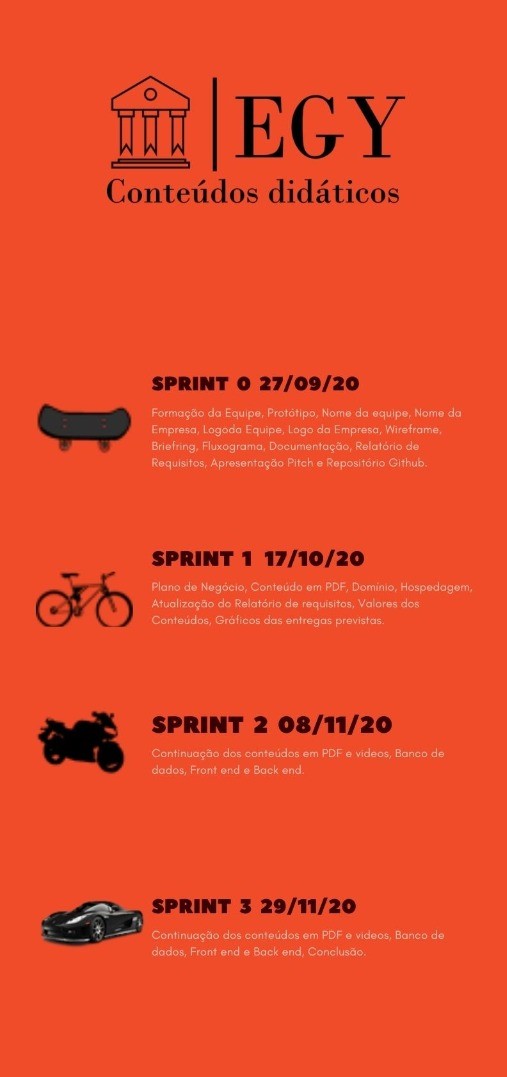 EGY
Conteúdos didáticos
SPRINT 0 27/09/20
Formação da Equipe, Protótipo, Nome da equipe, Nome da
Empresa, Logoda Equipe, Logo da Empresa, Wireframe,
Briefring, Fluxograma, Documentação, Relatório de
Requisitos, Apresentação Pitch e Repositório Github.
SPRINT 1 17/10/20
Plano de Negócio, Conteúdo em PDF, Domínio, Hospedagem,
Atualização do Relatório de requisitos, Valores dos
Conteúdos, Gráficos das entregas previstas.
SPRINT 2 08/11/20
Continuação dos conteúdos em PDF e videos, Banco de
dados, Front end e Back end.
SPRINT 3 29/11/20
Continuação dos conteúdos em PDF e videos, Banco de
dados, Front end e Back end, Conclusão.